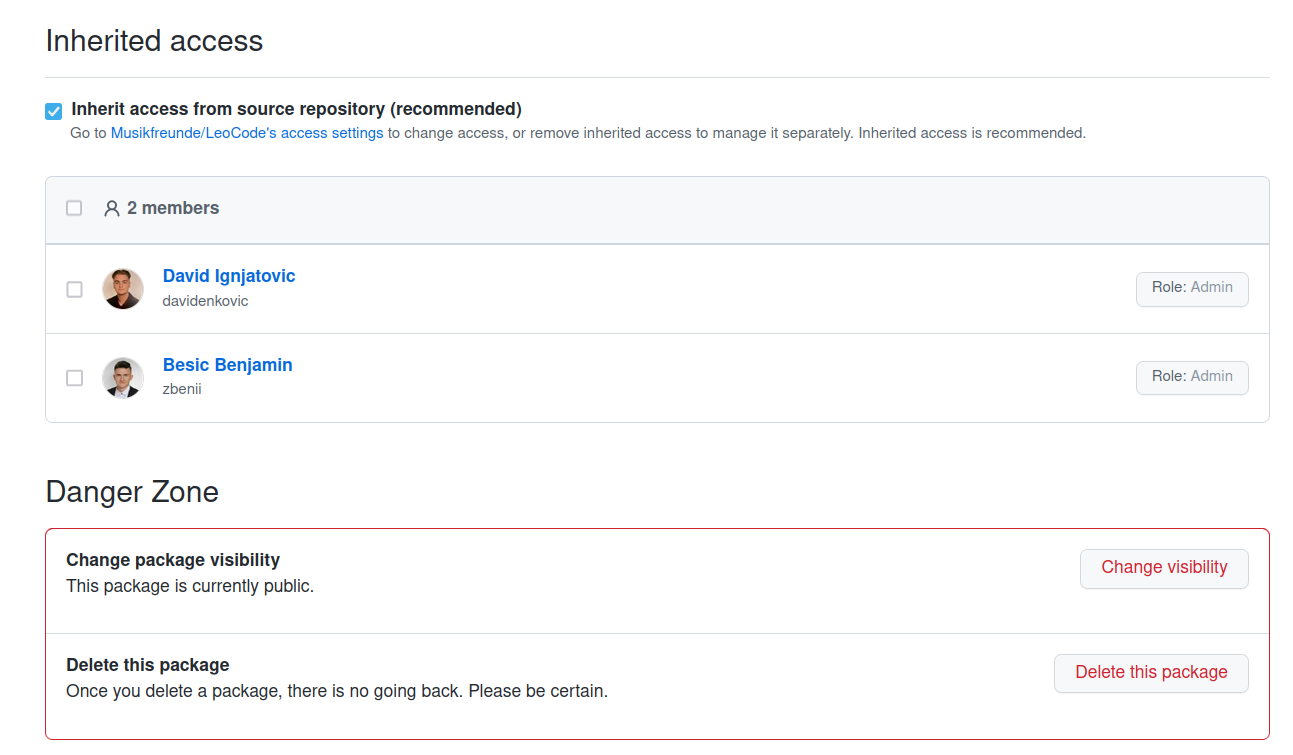 Inherited access
Inherit access from source repository (recommended)
Go to Musikfreunde/LeoCode's access settings to change access, or remove inherited access to manage it separately. Inherited access is recommended.
2 members
David Ignjatovic
davidenkovic
Role: Admin
Besic Benjamin
zbenii
Role: Admin
Danger Zone
Change package visibility
This package is currently public.
Change visibility
Delete this package
Once you delete a package, there is no going back. Please be certain.
Delete this package